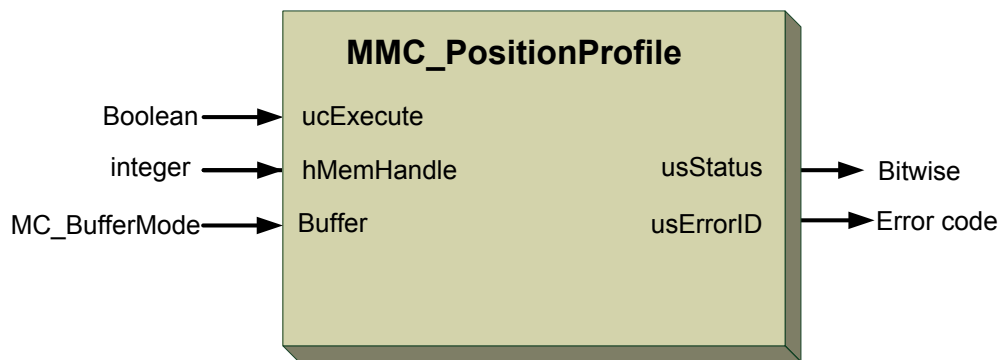 MMC_PositionProfile
Boolean ucExecute
integer hMemHandle usStatus Bitwise
MC_BufferMode Buffer usErrorID Error code